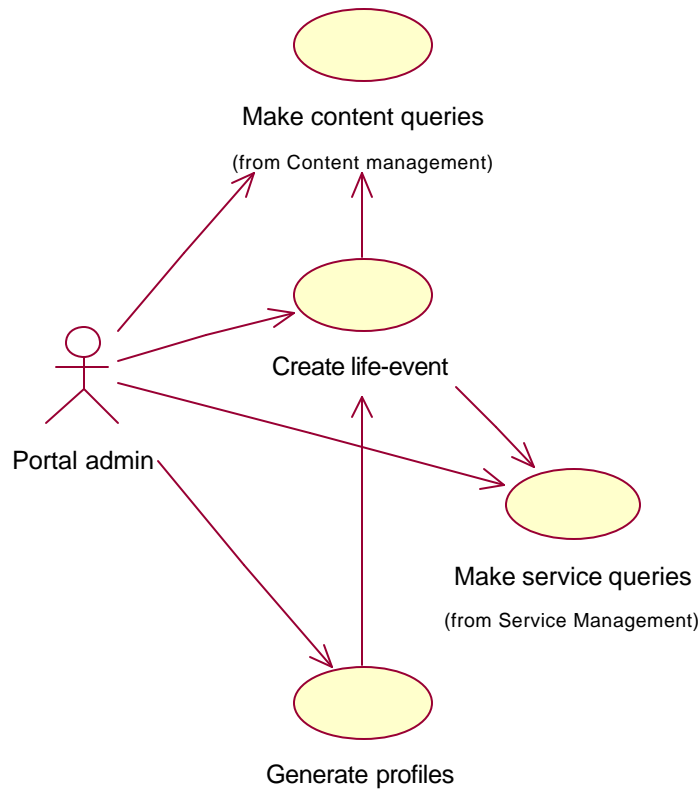 Make content queries
(from Content management)
Create life-event
Portal admin
Make service queries
(from Service Management)
Generate profiles